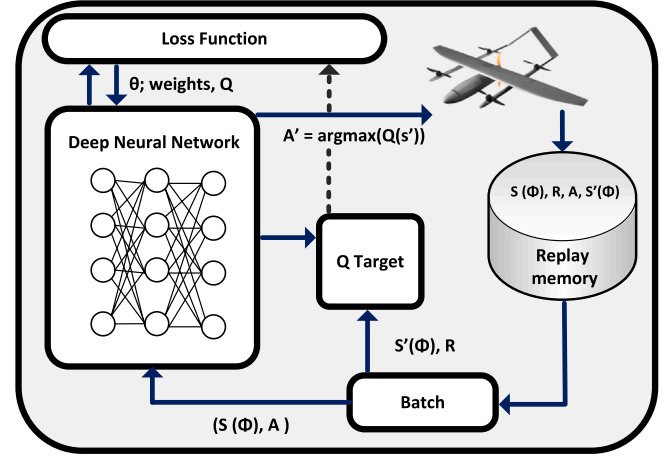 Loss Function
θ; weights, Q
Deep Neural Network
A’ = argmax(Q(s’))
S (Φ), R, A, S’(Φ)
Replay
memory
Q Target
S’(Φ), R
Batch
(S (Φ), A )